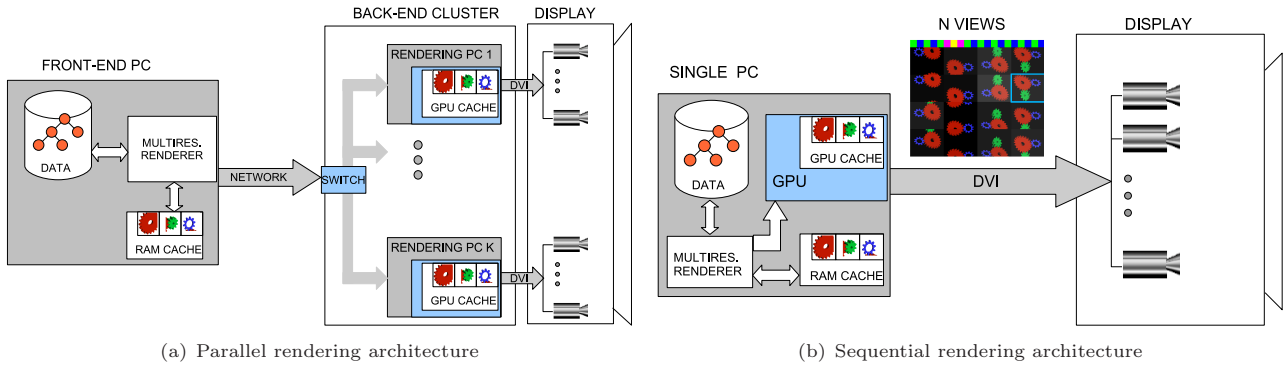 FRONT-END PC
DATA
MULTIRES.
RENDERER
RAM CACHE
NETWORK
BACK-END CLUSTER
SWITCH
RENDERING PC 1
GPU CACHE
DVI
RENDERING PC K
GPU CACHE
DVI
DISPLAY
(a) Parallel rendering architecture
SINGLE PC
DATA
MULTIRES.
RENDERER
GPU CACHE
GPU
RAM CACHE
N VIEWS
DVI
DISPLAY
(b) Sequential rendering architecture